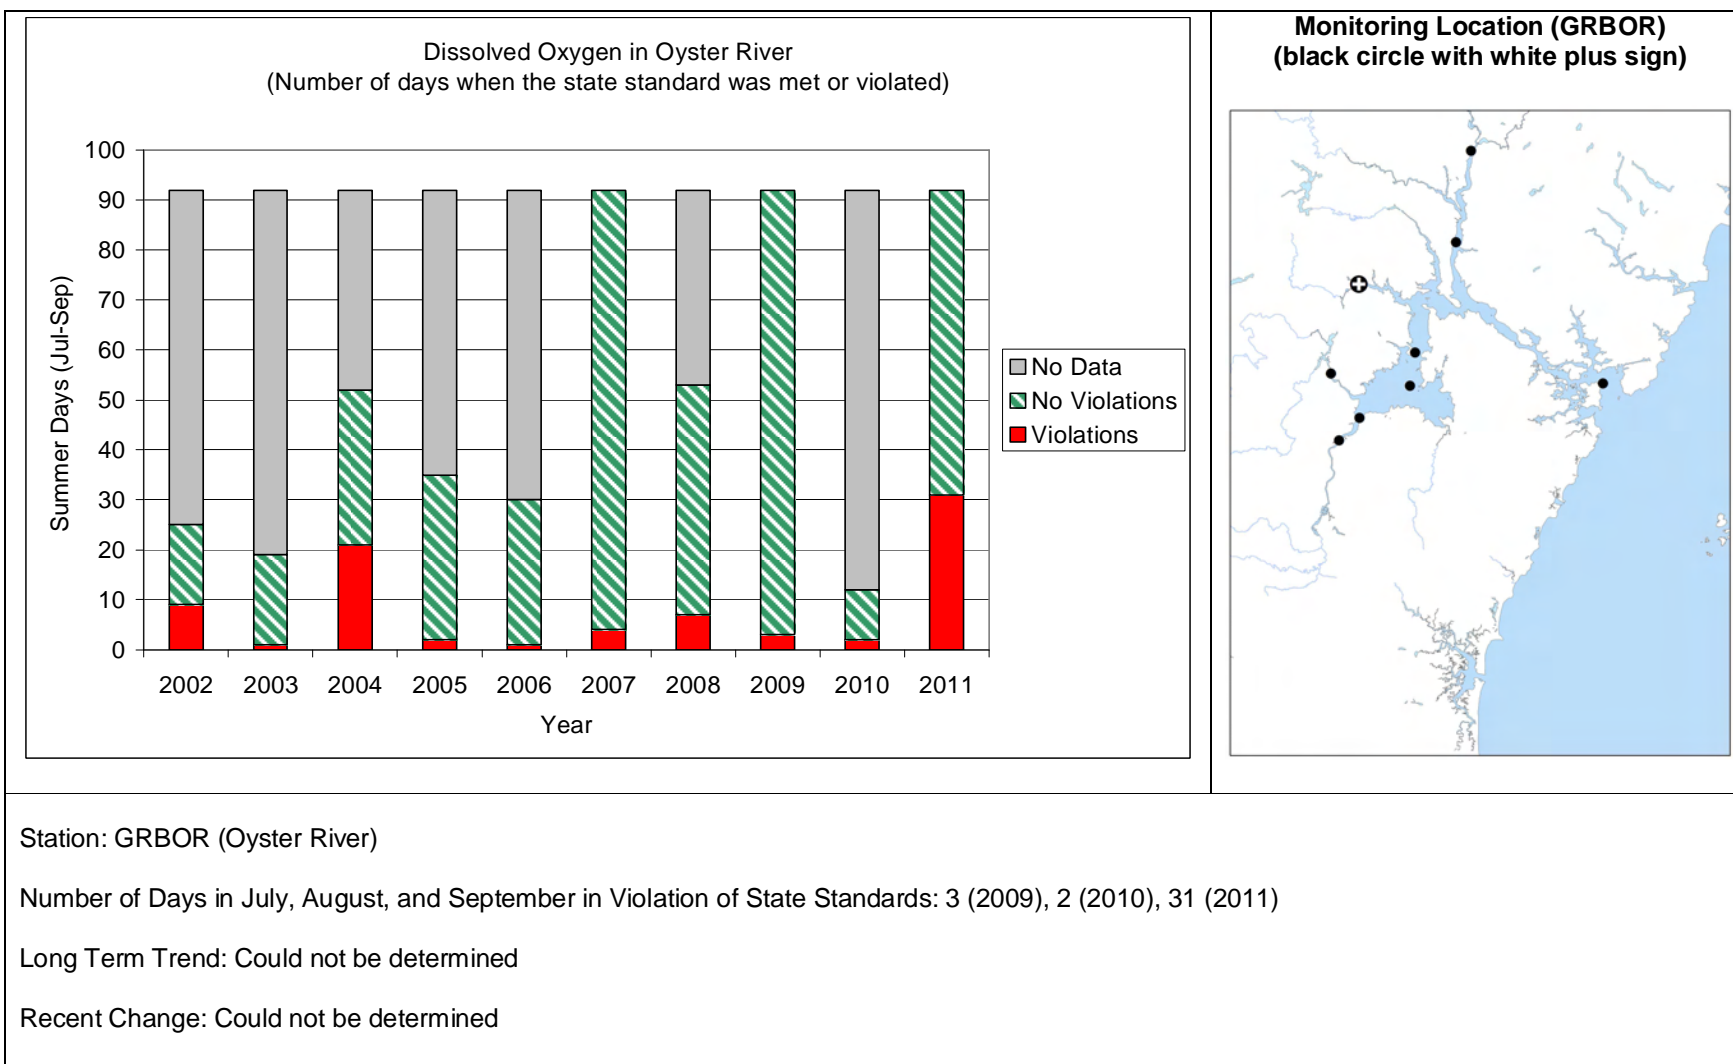 Dissolved Oxygen in Oyster River
(Number of days when the state standard was met or violated)
100
90
80
70
60
50
40
30
20
10
0
Summer Days (Jul-Sep)
2002 2003 2004 2005 2006 2007 2008 2009 2010 2011
Year
No Data
No Violations
Violations
Monitoring Location (GRBOR)
(black circle with white plus sign)
Station: GRBOR (Oyster River)
Number of Days in July, August, and September in Violation of State Standards: 3 (2009), 2 (2010), 31 (2011)
Long Term Trend: Could not be determined
Recent Change: Could not be determined